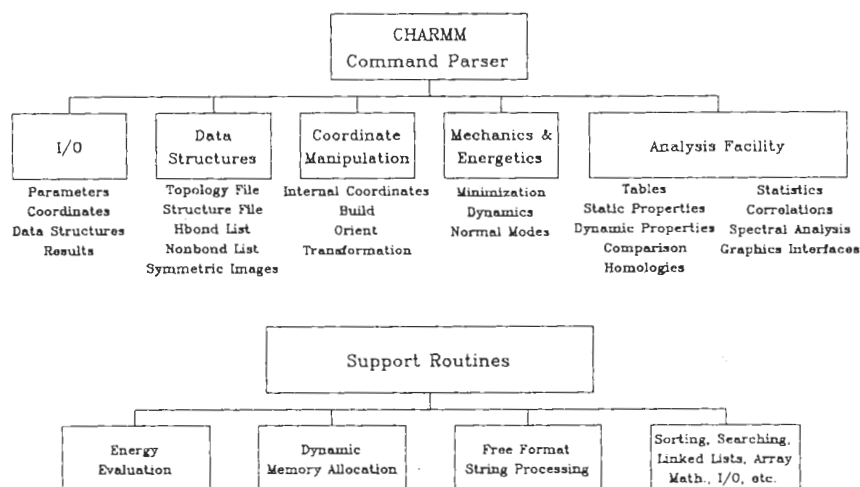 CHARMM
Command Parser
I/O
Parameters
Coordinates
Data Structures
Results
Data
Structures
Topology File
Structure File
Hbond List
Nonbond List
Symmetric Images
Coordinate
Manipulation
Internal Coordinates
Build
Orient
Transformation
Mechanics &
Energetics
Minimization
Dynamics
Normal Modes
Analysis Facility
Tables
Static Properties
Dynamic Properties
Comparison
Homologies
Statistics
Correlations
Spectral Analysis
Graphics Interfaces
Support Routines
Energy
Evaluation
Dynamic
Memory Allocation
Free Format
String Processing
Sorting, Searching,
Linked Lists, Array
Math., I/O, etc.